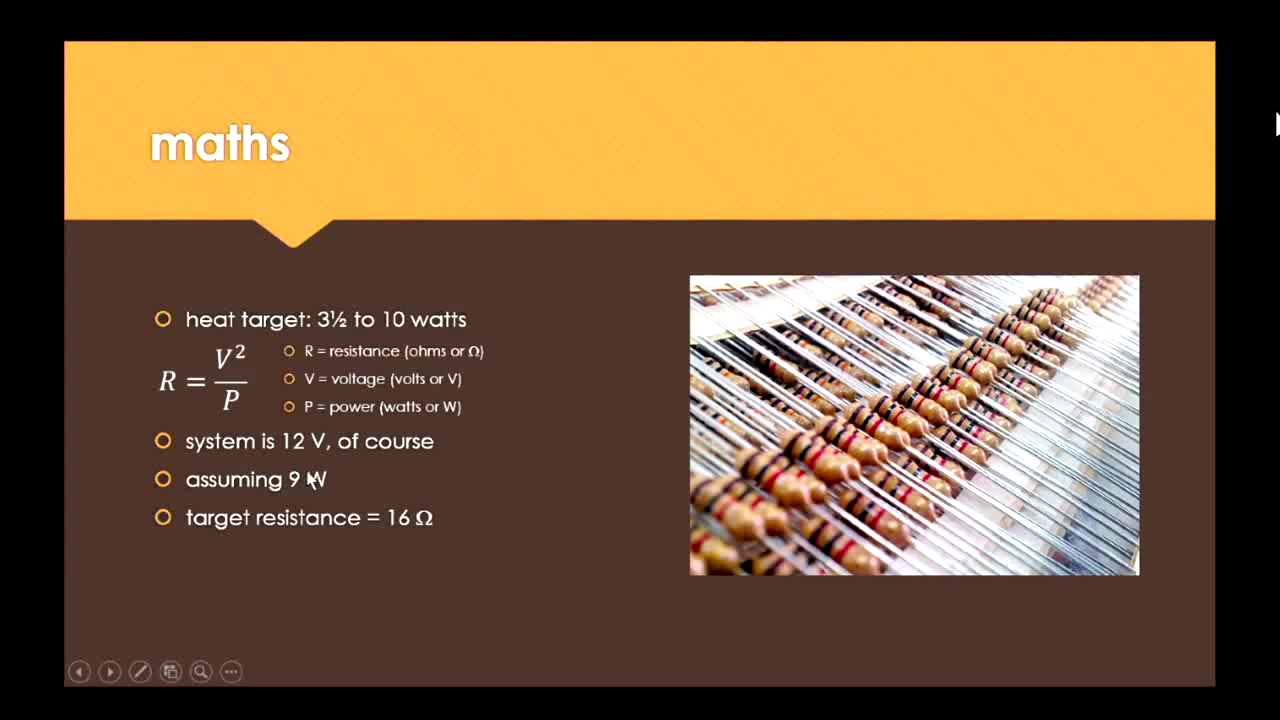 maths
heat target: 3½ to 10 watts
R = V²/P
R = resistance (ohms or Ω)
V = voltage (volts or V)
P = power (watts or W)
system is 12 V, of course
assuming 9 W
target resistance = 16 Ω